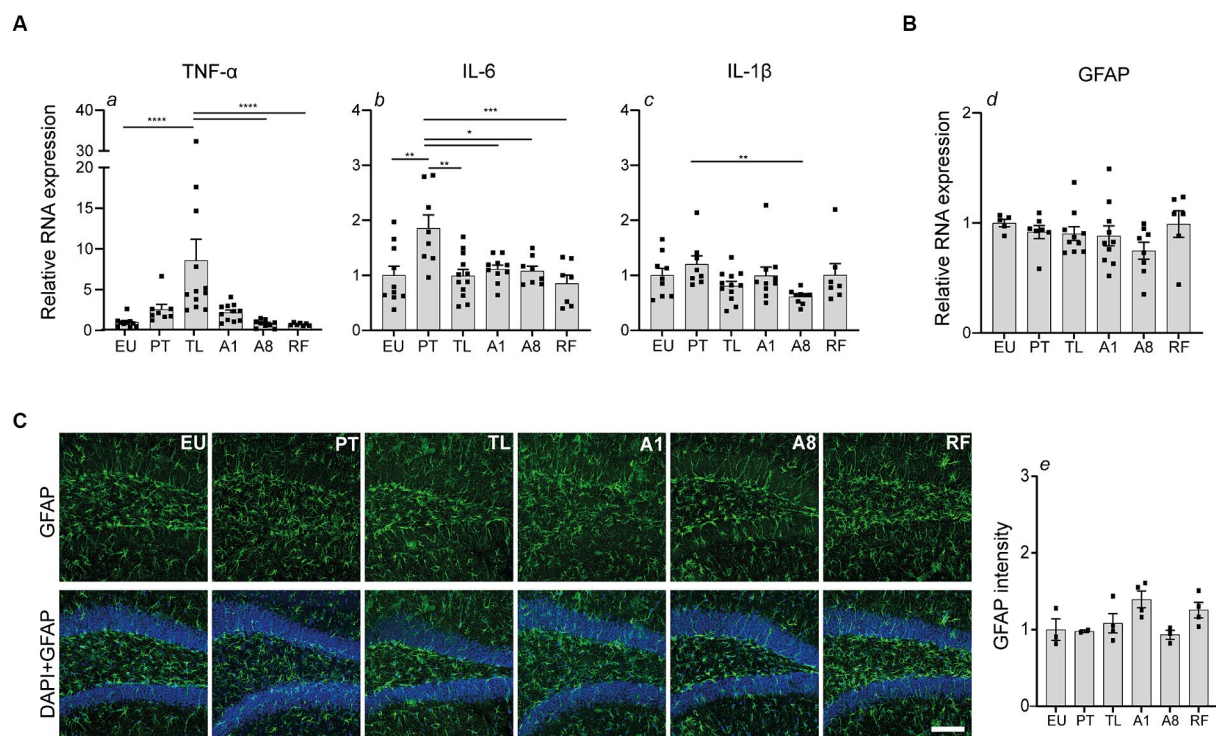 A
B
TNF-α
IL-6
IL-1β
GFAP
a
b
c
d
Relative RNA expression
40
30
20
15
10
5
0
EU PT TL A1 A8 RF
**** ****
4
3
2
1
0
EU PT TL A1 A8 RF
** ** * ***
4
3
2
1
0
EU PT TL A1 A8 RF
**
Relative RNA expression
2
1
0
EU PT TL A1 A8 RF
C
EU PT TL A1 A8 RF
GFAP
DAPI+GFAP
e
GFAP intensity
3
2
1
0
EU PT TL A1 A8 RF